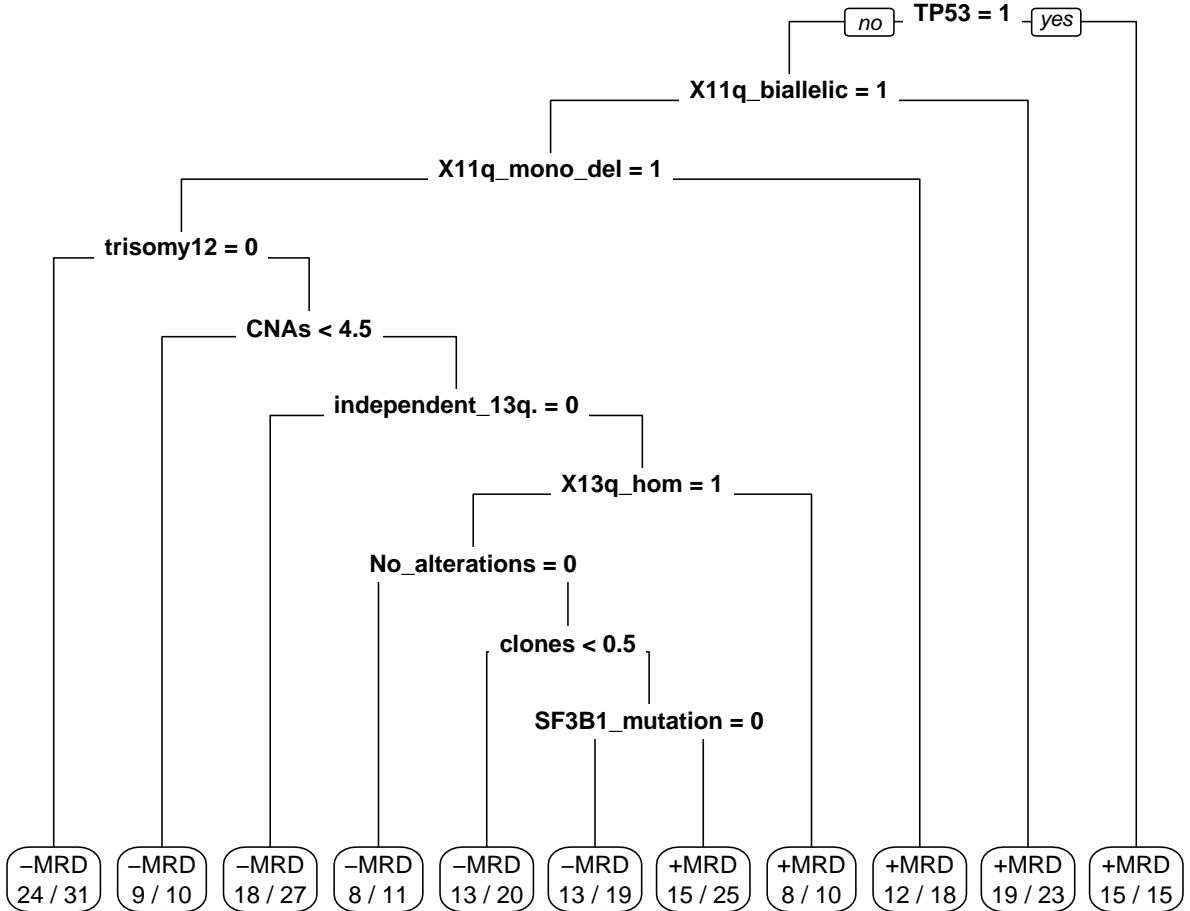 no TP53 = 1 yes
X11q_biallelic = 1
X11q_mono_del = 1
trisomy12 = 0
CNAs < 4.5
independent_13q. = 0
X13q_hom = 1
No_alterations = 0
clones < 0.5
SF3B1_mutation = 0
−MRD −MRD −MRD −MRD −MRD −MRD +MRD +MRD +MRD +MRD +MRD
24 / 31 9 / 10 18 / 27 8 / 11 13 / 20 13 / 19 15 / 25 8 / 10 12 / 18 19 / 23 15 / 15